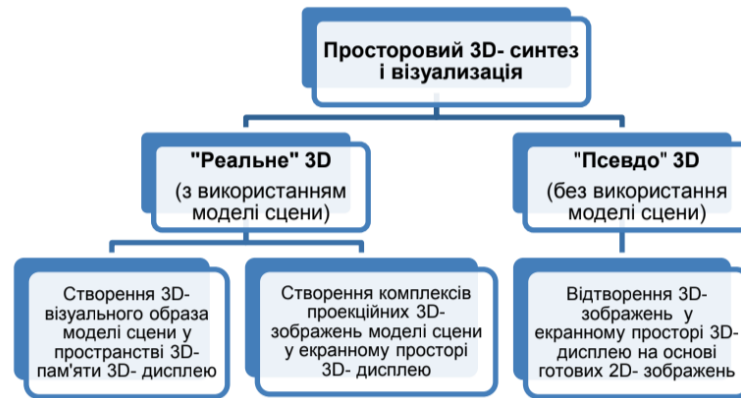 Просторовий 3D- синтез
і візуализація
"Реальне" 3D
(з використанням
моделі сцени)
"Псевдо" 3D
(без використання
моделі сцени)
Створення 3D-
візуального образа
моделі сцени у
пространстві 3D-
пам'яти 3D- дисплею
Створення комплексів
проекційних 3D-
зображень моделі сцени
у екранному просторі
3D- дисплею
Відтворення 3D-
зображень у
екранному просторі 3D-
дисплею на основі
готових 2D- зображень